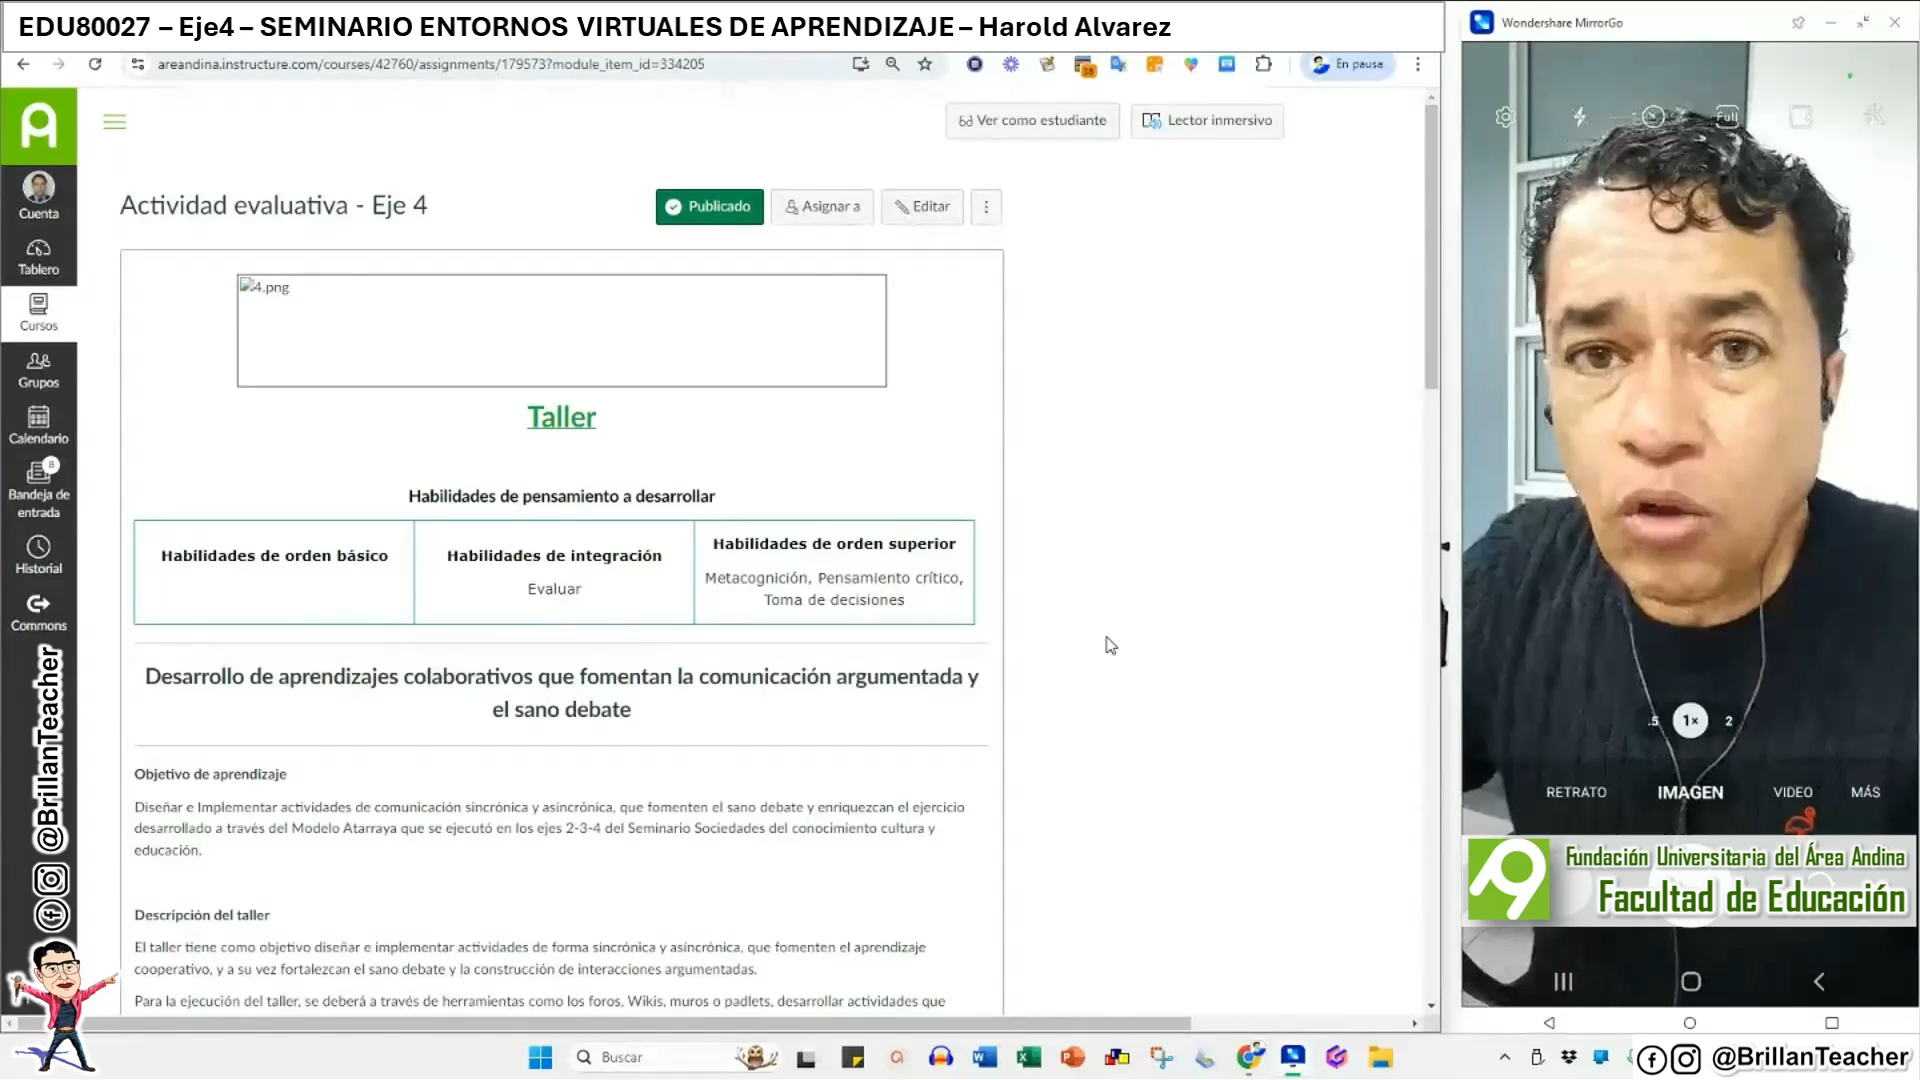 EDU80027 – Eje4 – SEMINARIO ENTORNOS VIRTUALES DE APRENDIZAJE – Harold Alvarez
Wondershare MirrorGo
areandina.instructure.com/courses/42760/assignments/179573?module_item_id=334205
38
En pausa
Ver como estudiante
Lector inmersivo
Full
Cuenta
Tablero
Cursos
Grupos
Calendario
8
Bandeja de
entrada
Historial
Commons
@BrillanTeacher
Actividad evaluativa - Eje 4
Publicado
Asignar a
Editar
4.png
Taller
Habilidades de pensamiento a desarrollar
Habilidades de orden básico
Habilidades de integración
Evaluar
Habilidades de orden superior
Metacognición, Pensamiento crítico,
Toma de decisiones
Desarrollo de aprendizajes colaborativos que fomentan la comunicación argumentada y
el sano debate
Objetivo de aprendizaje
Diseñar e Implementar actividades de comunicación sincrónica y asincrónica, que fomenten el sano debate y enriquezcan el ejercicio
desarrollado a través del Modelo Atarraya que se ejecutó en los ejes 2-3-4 del Seminario Sociedades del conocimiento cultura y
educación.
Descripción del taller
El taller tiene como objetivo diseñar e implementar actividades de forma sincrónica y asincrónica, que fomenten el aprendizaje
cooperativo, y a su vez fortalezcan el sano debate y la construcción de interacciones argumentadas.
Para la ejecución del taller, se deberá a través de herramientas como los foros, Wikis, muros o padlets, desarrollar actividades que
.5 1× 2
RETRATO IMAGEN VIDEO MÁS
Fundación Universitaria del Área Andina
Facultad de Educación
Buscar
@BrillanTeacher